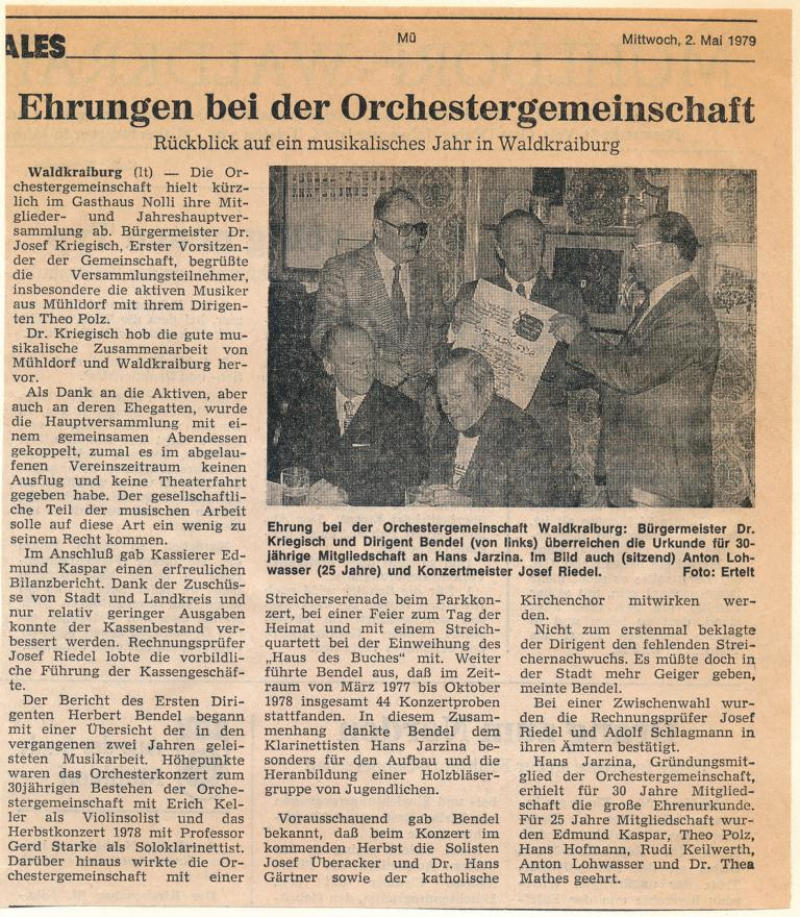 ALES
Mü
Mittwoch, 2. Mai 1979
Ehrungen bei der Orchestergemeinschaft
Rückblick auf ein musikalisches Jahr in Waldkraiburg
Waldkraiburg (lt) — Die Or-
chestergemeinschaft hielt kürz-
lich im Gasthaus Nolli ihre Mit-
glieder- und Jahreshauptver-
sammlung ab. Bürgermeister Dr.
Josef Kriegisch, Erster Vorsitzen-
der der Gemeinschaft, begrüßte
die Versammlungsteilnehmer,
insbesondere die aktiven Musiker
aus Mühldorf mit ihrem Dirigen-
ten Theo Polz.
Dr. Kriegisch hob die gute mu-
sikalische Zusammenarbeit von
Mühldorf und Waldkraiburg her-
vor.
Als Dank an die Aktiven, aber
auch an deren Ehegatten, wurde
die Hauptversammlung mit ei-
nem gemeinsamen Abendessen
gekoppelt, zumal es im abgelau-
fenen Vereinszeitraum keinen
Ausflug und keine Theaterfahrt
gegeben habe. Der gesellschaftli-
che Teil der musischen Arbeit
solle auf diese Art ein wenig zu
seinem Recht kommen.
Im Anschluß gab Kassierer Ed-
mund Kaspar einen erfreulichen
Bilanzbericht. Dank der Zuschüs-
se von Stadt und Landkreis und
nur relativ geringer Ausgaben
konnte der Kassenbestand ver-
bessert werden. Rechnungsprüfer
Josef Riedel lobte die vorbildli-
che Führung der Kassengeschäf-
te.
Der Bericht des Ersten Diri-
genten Herbert Bendel begann
mit einer Übersicht der in den
vergangenen zwei Jahren gelei-
steten Musikarbeit. Höhepunkte
waren das Orchesterkonzert zum
30jährigen Bestehen der Orche-
stergemeinschaft mit Erich Kel-
ler als Violinsolist und das
Herbstkonzert 1978 mit Professor
Gerd Starke als Soloklarinettist.
Darüber hinaus wirkte die Or-
chestergemeinschaft mit einer
Ehrung bei der Orchestergemeinschaft Waldkraiburg: Bürgermeister Dr.
Kriegisch und Dirigent Bendel (von links) überreichen die Urkunde für 30-
jährige Mitgliedschaft an Hans Jarzina. Im Bild auch (sitzend) Anton Loh-
wasser (25 Jahre) und Konzertmeister Josef Riedel. Foto: Ertelt
Streicherserenade beim Parkkon-
zert, bei einer Feier zum Tag der
Heimat und mit einem Streich-
quartett bei der Einweihung des
„Haus des Buches" mit. Weiter
führte Bendel aus, daß im Zeit-
raum von März 1977 bis Oktober
1978 insgesamt 44 Konzertproben
stattfanden. In diesem Zusam-
menhang dankte Bendel dem
Klarinettisten Hans Jarzina be-
sonders für den Aufbau und die
Heranbildung einer Holzbläser-
gruppe von Jugendlichen.
Vorausschauend gab Bendel
bekannt, daß beim Konzert im
kommenden Herbst die Solisten
Josef Überacker und Dr. Hans
Gärtner sowie der katholische
Kirchenchor mitwirken wer-
den.
Nicht zum erstenmal beklagte
der Dirigent den fehlenden Strei-
chernachwuchs. Es müßte doch in
der Stadt mehr Geiger geben,
meinte Bendel.
Bei einer Zwischenwahl wur-
den die Rechnungsprüfer Josef
Riedel und Adolf Schlagmann in
ihren Ämtern bestätigt.
Hans Jarzina, Gründungsmit-
glied der Orchestergemeinschaft,
erhielt für 30 Jahre Mitglied-
schaft die große Ehrenurkunde.
Für 25 Jahre Mitgliedschaft wur-
den Edmund Kaspar, Theo Polz,
Hans Hofmann, Rudi Keilwerth,
Anton Lohwasser und Dr. Thea
Mathes geehrt.